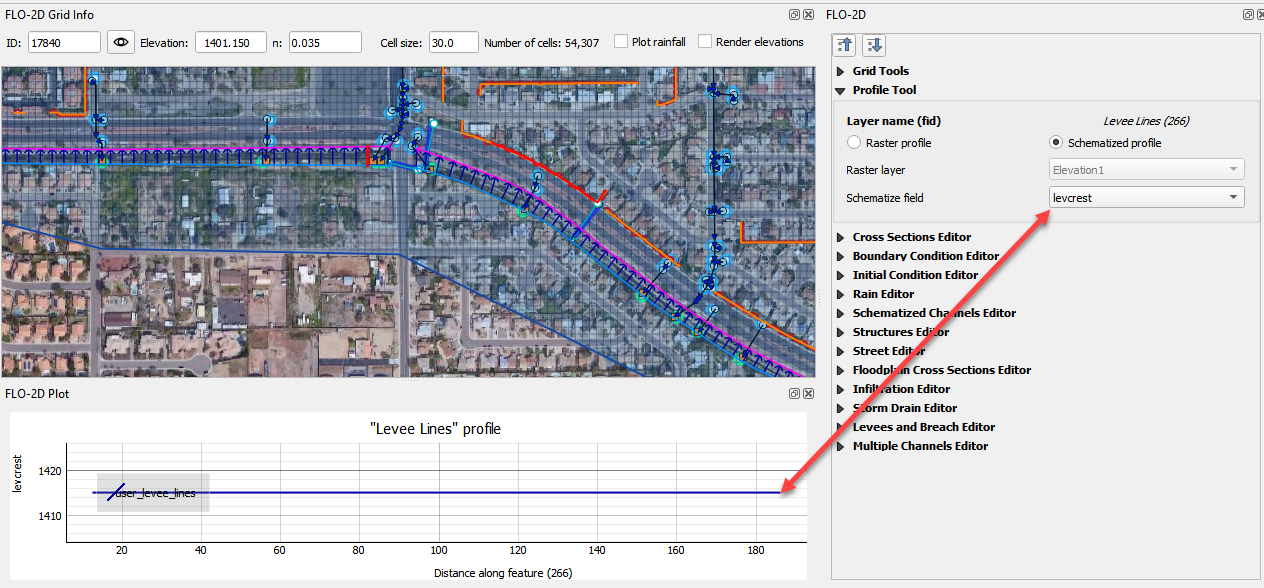 FLO-2D Grid Info
ID: 17840 Elevation: 1401.150 n: 0.035 Cell size: 30.0 Number of cells: 54,307 Plot rainfall Render elevations
FLO-2D Plot
"Levee Lines" profile
levcrest
1420
1410
user_levee_lines
20 40 60 80 100 120 140 160 180
Distance along feature (266)
FLO-2D
Grid Tools
Profile Tool
Layer name (fid) Levee Lines (266)
Raster profile Schematized profile
Raster layer Elevation1
Schematize field levcrest
Cross Sections Editor
Boundary Condition Editor
Initial Condition Editor
Rain Editor
Schematized Channels Editor
Structures Editor
Street Editor
Floodplain Cross Sections Editor
Infiltration Editor
Storm Drain Editor
Levees and Breach Editor
Multiple Channels Editor